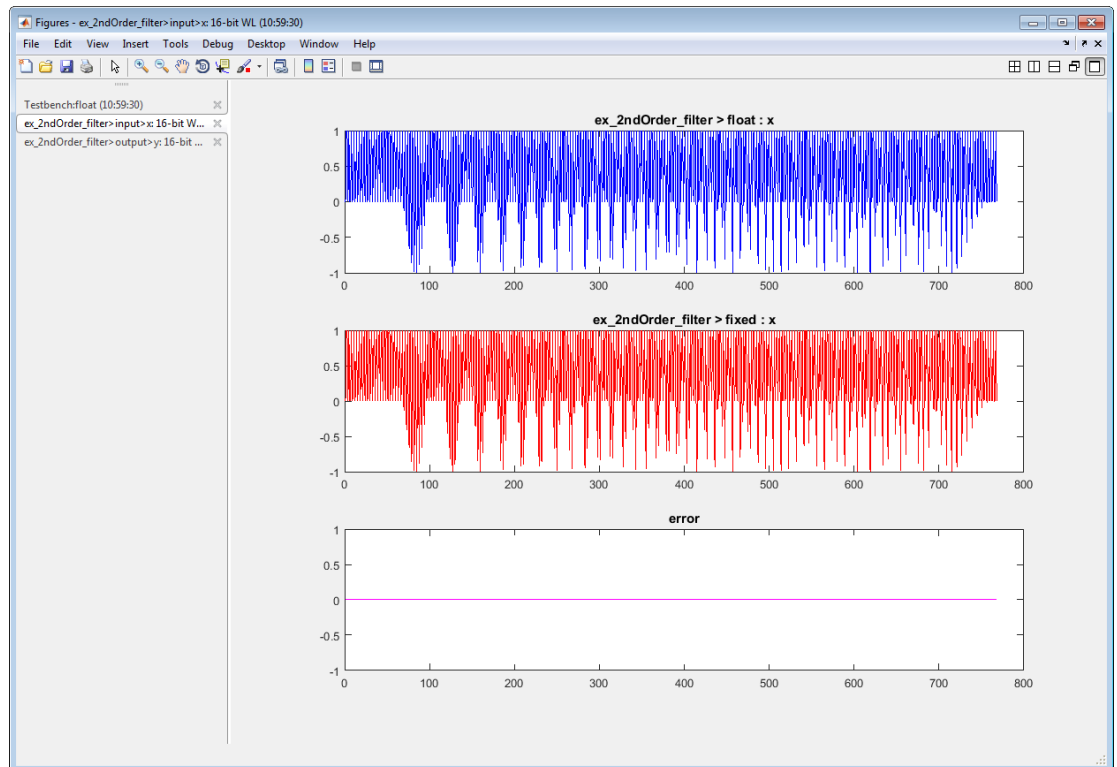 Figures - ex_2ndOrder_filter>input>x: 16-bit WL (10:59:30)
File Edit View Insert Tools Debug Desktop Window Help
Testbench:float (10:59:30)
ex_2ndOrder_filter>input>x: 16-bit W...
ex_2ndOrder_filter>output>y: 16-bit ...
ex_2ndOrder_filter > float : x
1
0.5
0
-0.5
-1
0 100 200 300 400 500 600 700 800
ex_2ndOrder_filter > fixed : x
1
0.5
0
-0.5
-1
0 100 200 300 400 500 600 700 800
error
1
0.5
0
-0.5
-1
0 100 200 300 400 500 600 700 800